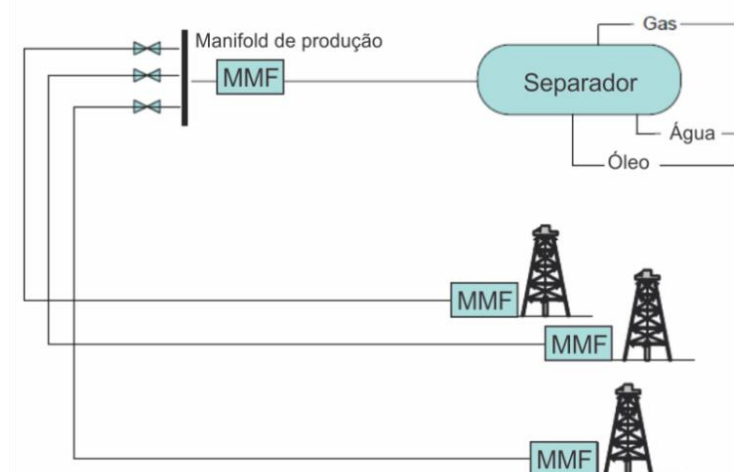 Gas
Manifold de produção
MMF
Separador
Água
Óleo
MMF
MMF
MMF